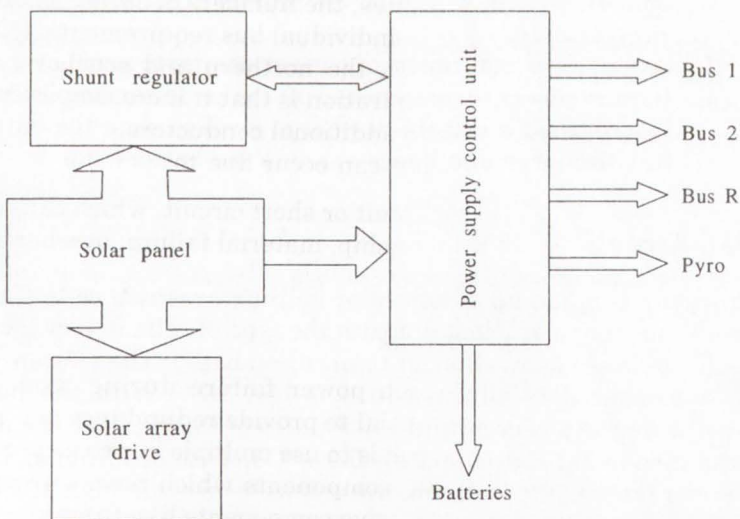 Shunt regulator
Solar panel
Solar array
drive
Power supply control unit
Bus 1
Bus 2
Bus R
Pyro
Batteries